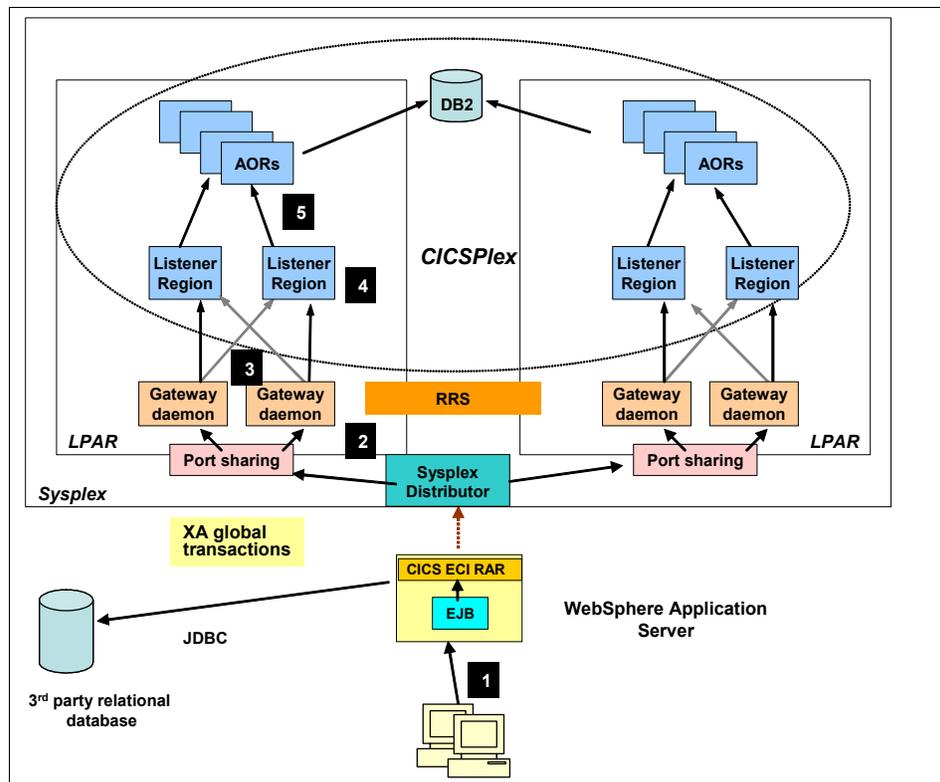 DB2
AORs
AORs
5
CICSPlex
Listener
Region
Listener
Region
Listener
Region
Listener
Region
4
3
Gateway
daemon
Gateway
daemon
RRS
Gateway
daemon
Gateway
daemon
LPAR
2
LPAR
Port sharing
Port sharing
Sysplex
Distributor
Sysplex
XA global
transactions
CICS ECI RAR
EJB
WebSphere Application
Server
JDBC
1
3rd party relational
database